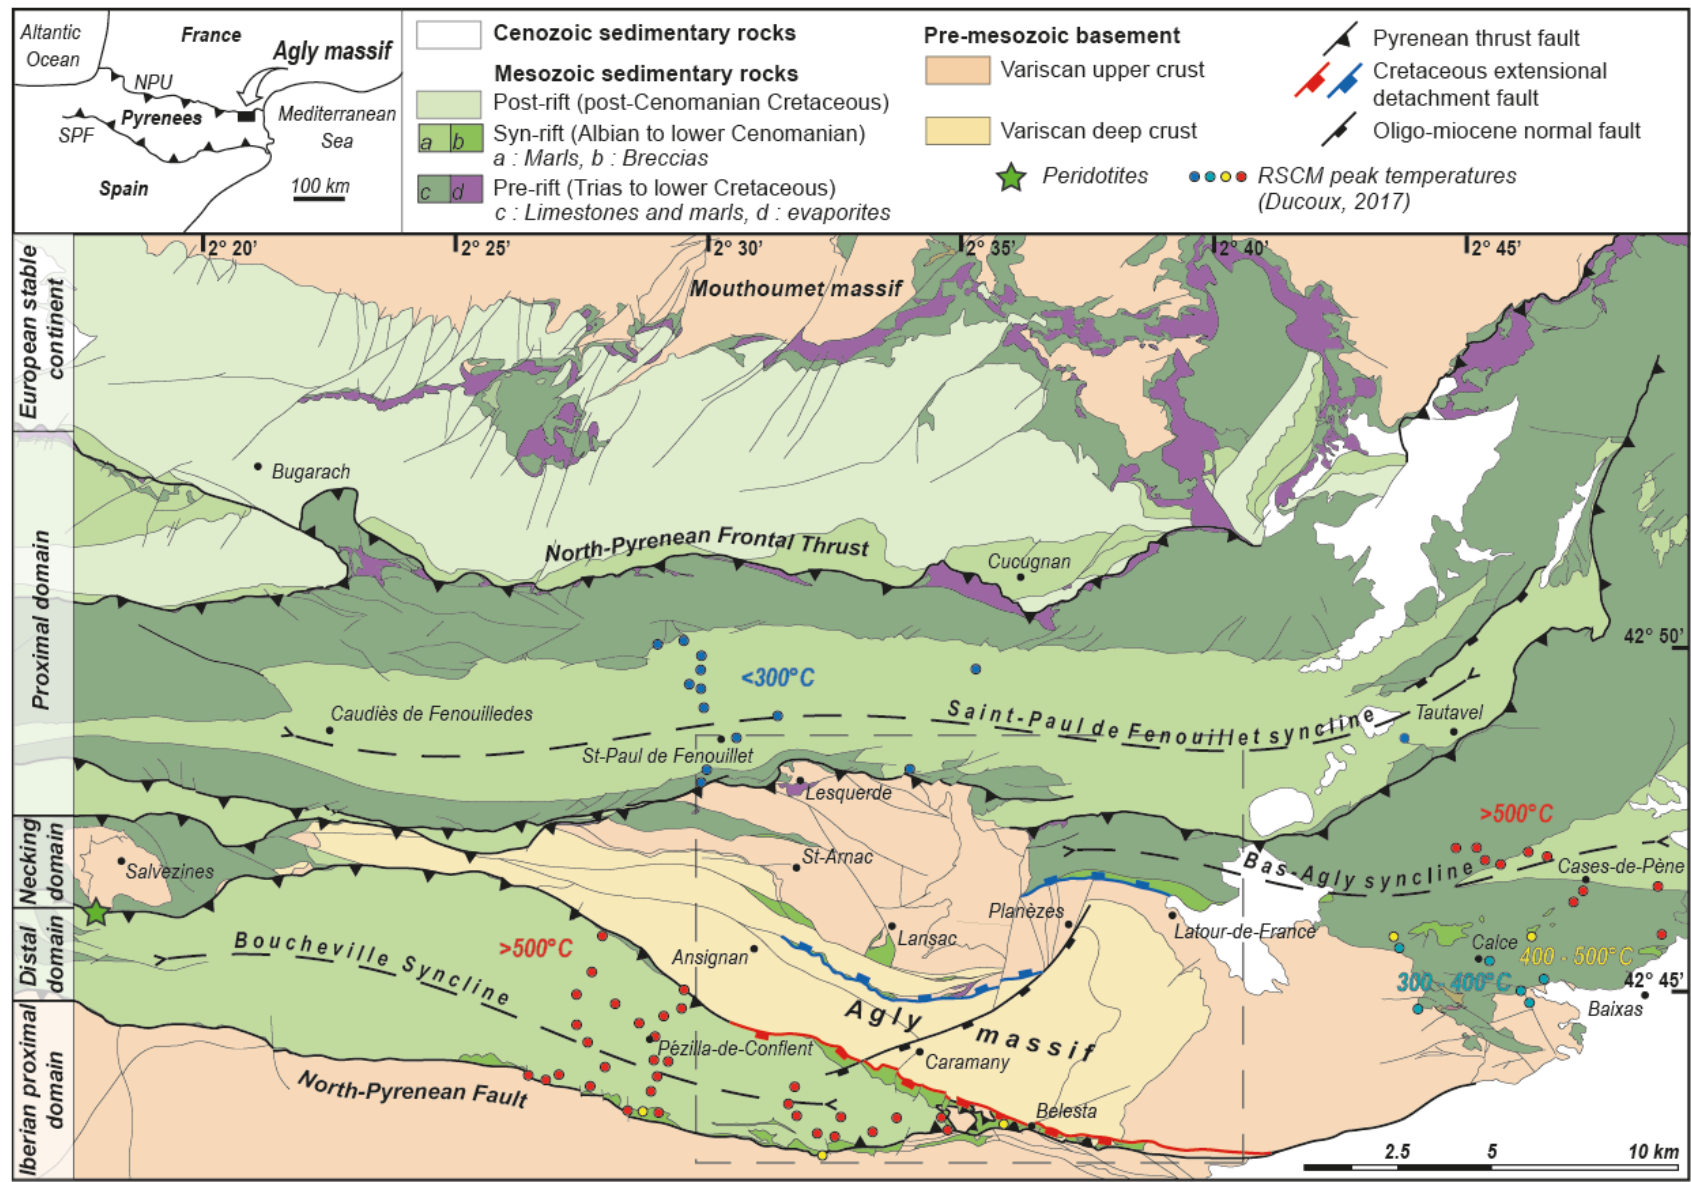 Altantic
Ocean
France
Agly massif
NPU
Pyrenees
Mediterranean
Sea
SPF
Spain
100 km
Cenozoic sedimentary rocks
Mesozoic sedimentary rocks
Post-rift (post-Cenomanian Cretaceous)
a b Syn-rift (Albian to lower Cenomanian)
a : Marls, b : Breccias
c d Pre-rift (Trias to lower Cretaceous)
c : Limestones and marls, d : evaporites
Pre-mesozoic basement
Variscan upper crust
Variscan deep crust
Peridotites
Pyrenean thrust fault
Cretaceous extensional
detachment fault
Oligo-miocene normal fault
RSCM peak temperatures
(Ducoux, 2017)
2° 20'
2° 25'
2° 30'
2° 35'
2° 40'
2° 45'
European stable
continent
Proximal domain
Necking
domain
Distal
domain
Iberian proximal
domain
Mouthoumet massif
Bugarach
North-Pyrenean Frontal Thrust
Cucugnan
42° 50'
<300°C
Caudiès de Fenouilledes
Saint-Paul de Fenouillet syncline
Tautavel
St-Paul de Fenouillet
Lesquerde
>500°C
Salvezines
St-Arnac
Bas-Agly syncline
Cases-de-Pène
Planèzes
Latour-de-France
Lansac
Boucheville Syncline
>500°C
Ansignan
Calce
400 - 500°C
300 - 400°C
42° 45'
Baixas
Agly massif
Pézilla-de-Conflent
Caramany
North-Pyrenean Fault
Belesta
2.5 5 10 km